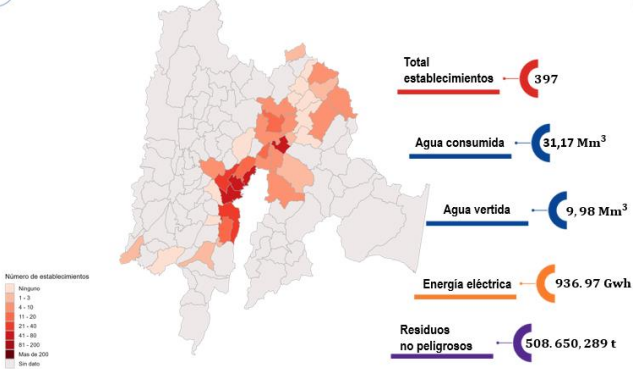 Total
establecimientos
397
Agua consumida
31,17 Mm³
Agua vertida
9,98 Mm³
Energía eléctrica
936.97 Gwh
Residuos
no peligrosos
508.650,289 t
Número de establecimientos
Ninguno
1 - 3
4 - 10
11 - 20
21 - 40
41 - 80
81 - 200
Mas de 200
Sin dato